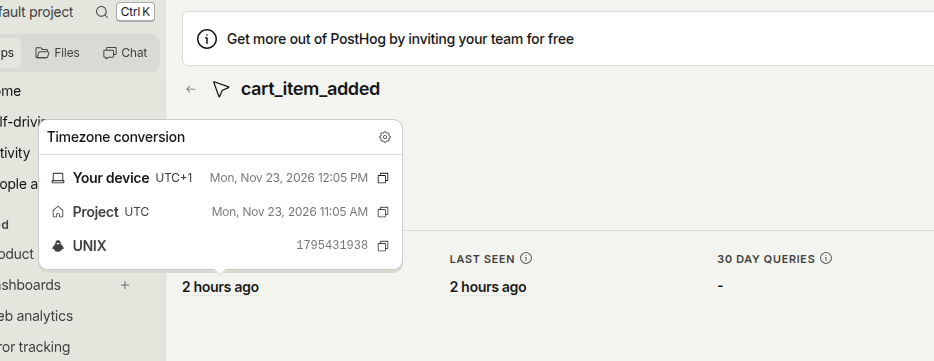 fault project Ctrl K
Get more out of PostHog by inviting your team for free
ps Files Chat
ome
cart_item_added
lf-drivin
tivity
ople a
d
oduct
shboards +
eb analytics
ror tracking
Timezone conversion
Your device UTC+1 Mon, Nov 23, 2026 12:05 PM
Project UTC Mon, Nov 23, 2026 11:05 AM
UNIX 1795431938
LAST SEEN
30 DAY QUERIES
2 hours ago
2 hours ago
-